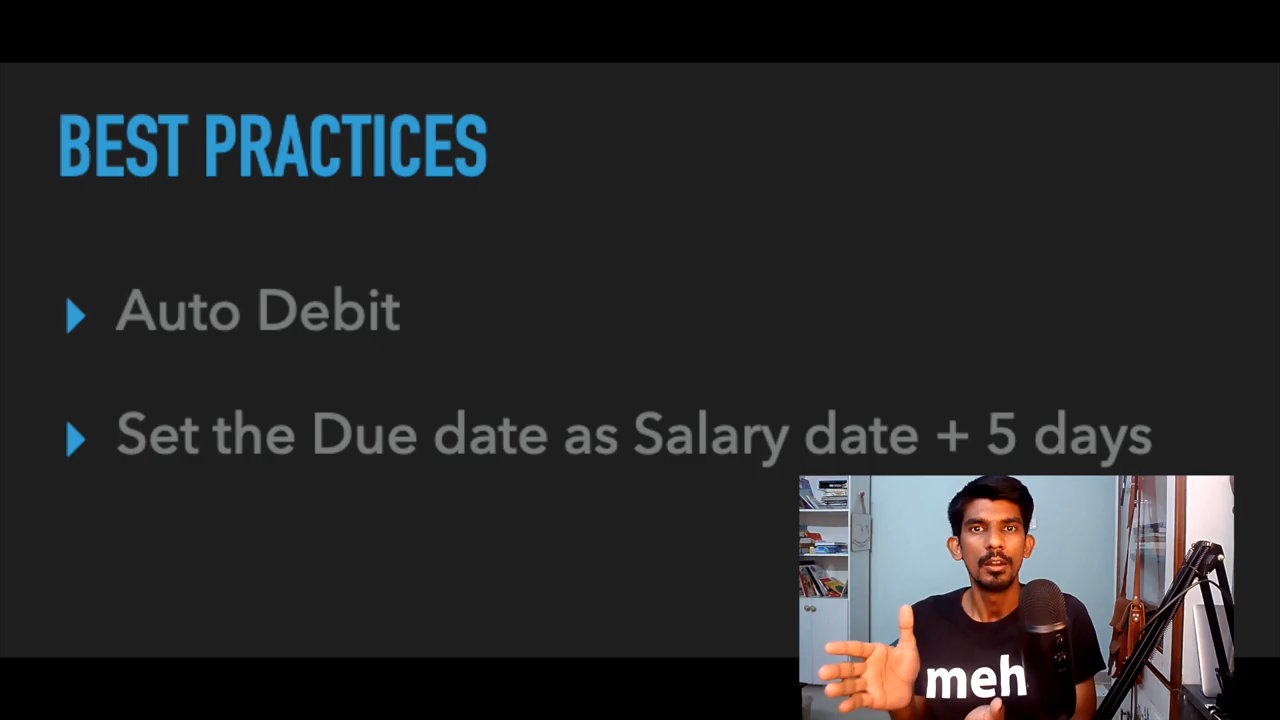 BEST PRACTICES
Auto Debit
Set the Due date as Salary date + 5 days
meh